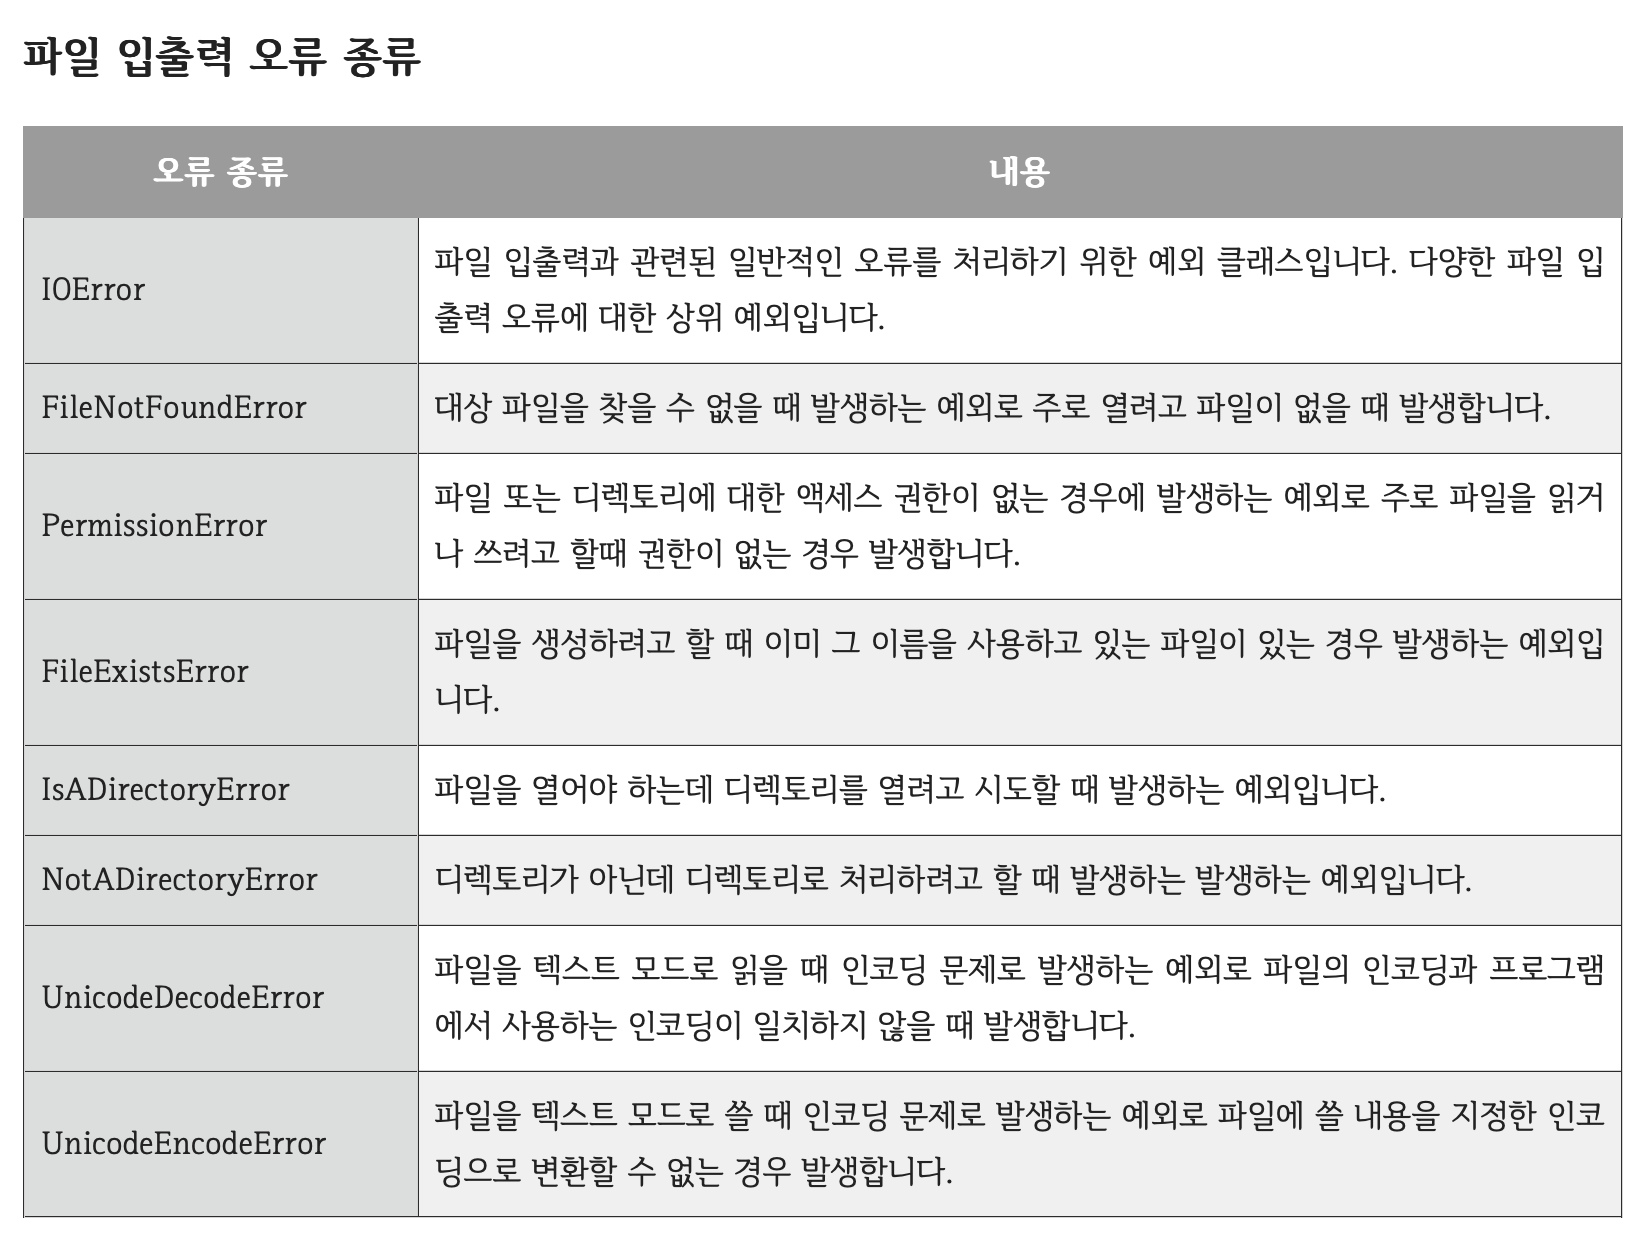 파일 입출력 오류 종류
오류 종류 내용
IOError
파일 입출력과 관련된 일반적인 오류를 처리하기 위한 예외 클래스입니다. 다양한 파일 입
출력 오류에 대한 상위 예외입니다.
FileNotFoundError
대상 파일을 찾을 수 없을 때 발생하는 예외로 주로 열려고 파일이 없을 때 발생합니다.
PermissionError
파일 또는 디렉토리에 대한 액세스 권한이 없는 경우에 발생하는 예외로 주로 파일을 읽거
나 쓰려고 할때 권한이 없는 경우 발생합니다.
FileExistsError
파일을 생성하려고 할 때 이미 그 이름을 사용하고 있는 파일이 있는 경우 발생하는 예외입
니다.
IsADirectoryError
파일을 열어야 하는데 디렉토리를 열려고 시도할 때 발생하는 예외입니다.
NotADirectoryError
디렉토리가 아닌데 디렉토리로 처리하려고 할 때 발생하는 발생하는 예외입니다.
UnicodeDecodeError
파일을 텍스트 모드로 읽을 때 인코딩 문제로 발생하는 예외로 파일의 인코딩과 프로그램
에서 사용하는 인코딩이 일치하지 않을 때 발생합니다.
UnicodeEncodeError
파일을 텍스트 모드로 쓸 때 인코딩 문제로 발생하는 예외로 파일에 쓸 내용을 지정한 인코
딩으로 변환할 수 없는 경우 발생합니다.